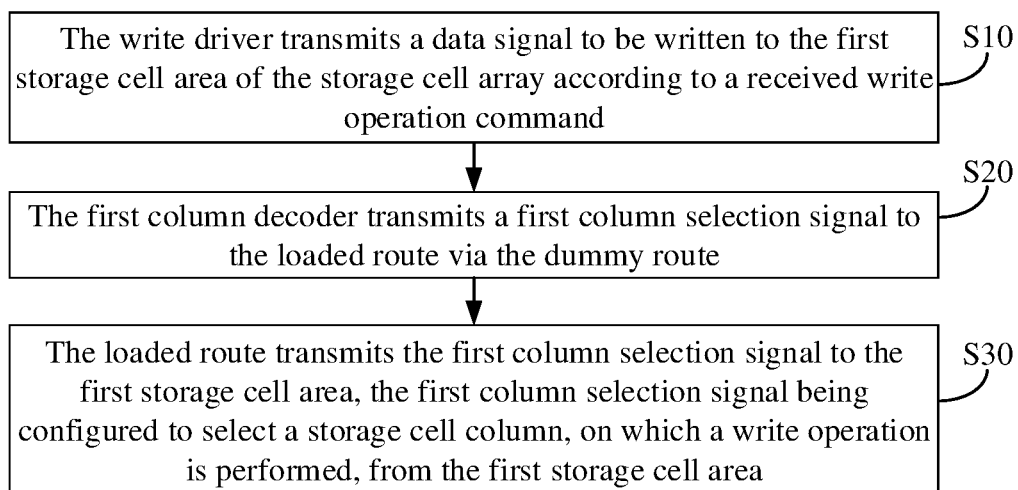 The write driver transmits a data signal to be written to the first
storage cell area of the storage cell array according to a received write
operation command
S10
The first column decoder transmits a first column selection signal to
the loaded route via the dummy route
S20
The loaded route transmits the first column selection signal to the
first storage cell area, the first column selection signal being
configured to select a storage cell column, on which a write operation
is performed, from the first storage cell area
S30